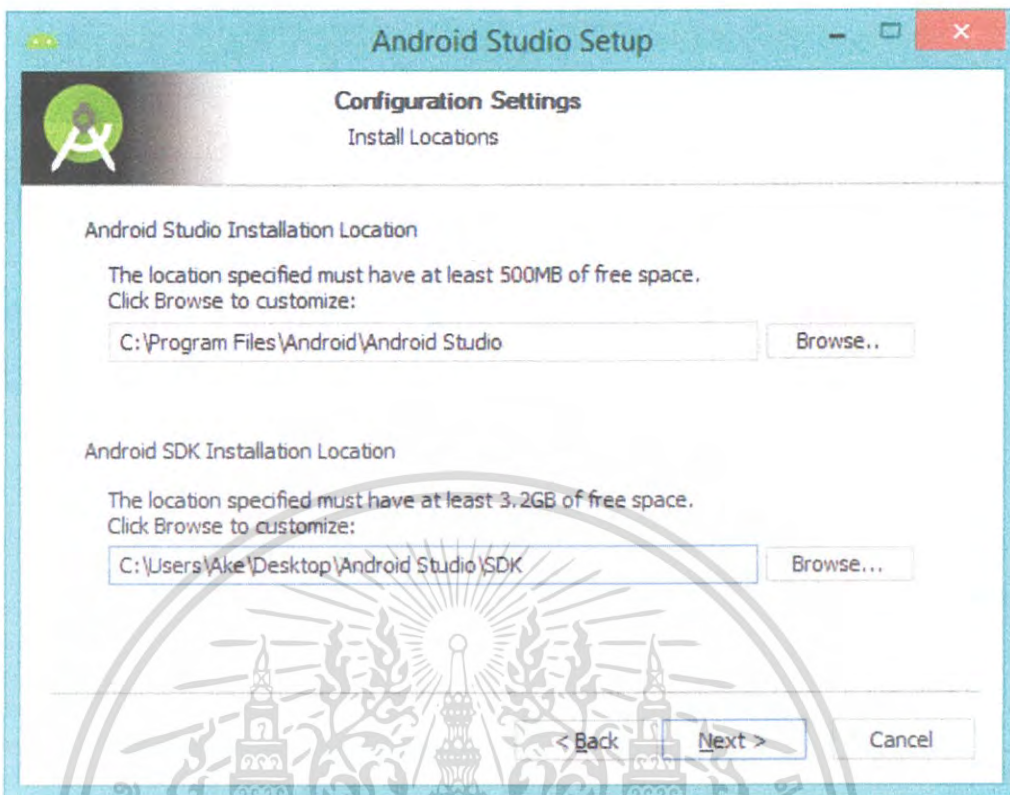 Android Studio Setup
Configuration Settings
Install Locations
Android Studio Installation Location
The location specified must have at least 500MB of free space.
Click Browse to customize:
C:\Program Files\Android\Android Studio
Browse..
Android SDK Installation Location
The location specified must have at least 3.2GB of free space.
Click Browse to customize:
C:\Users\Ake\Desktop\Android Studio\SDK
Browse...
< Back
Next >
Cancel